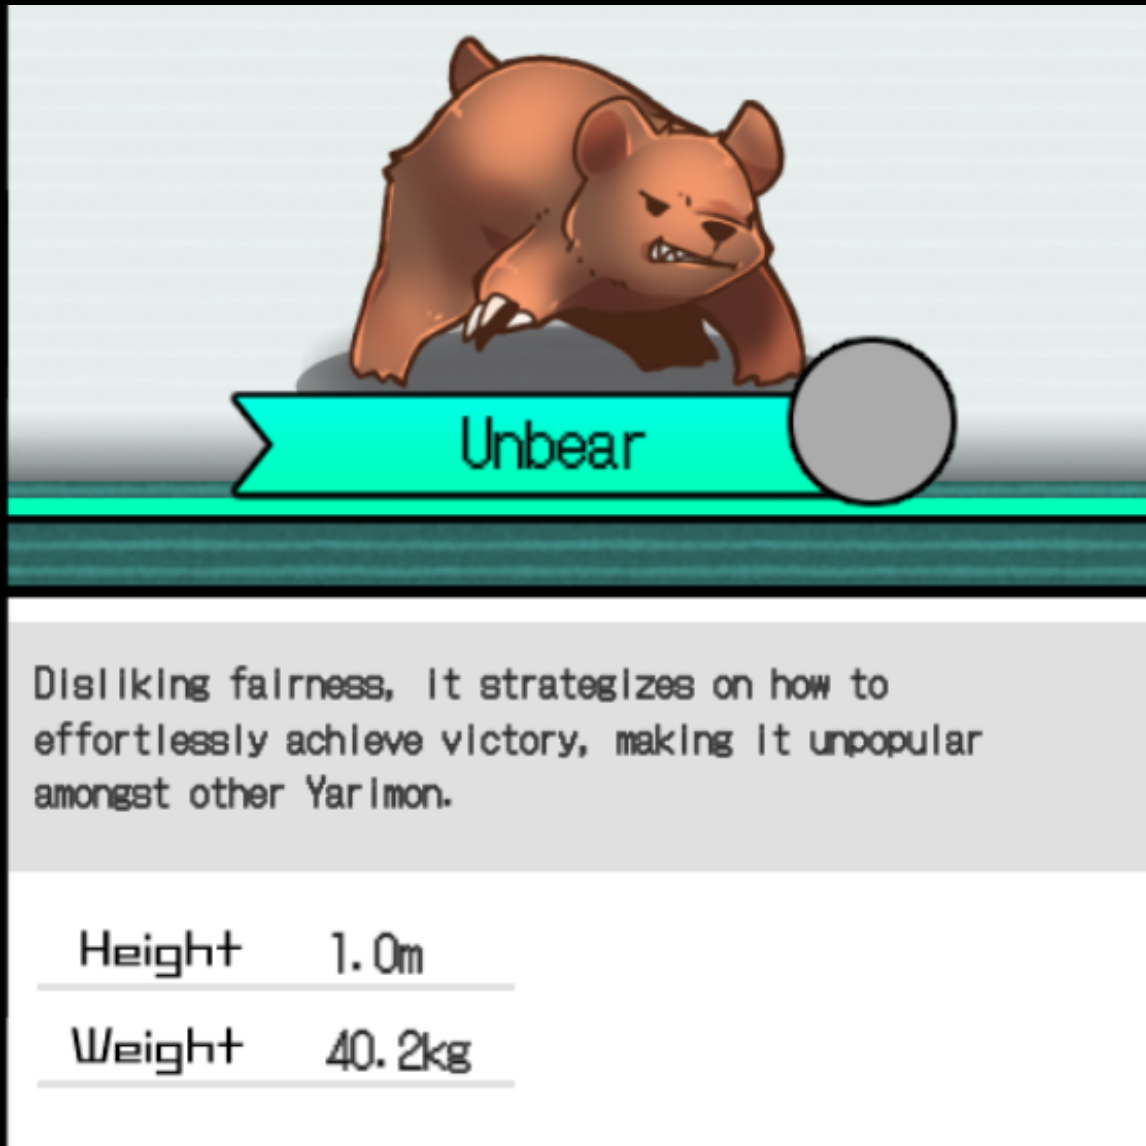 Unbear
Disliking fairness, it strategizes on how to
effortlessly achieve victory, making it unpopular
amongst other Yarimon.
Height 1.0m
Weight 40.2kg